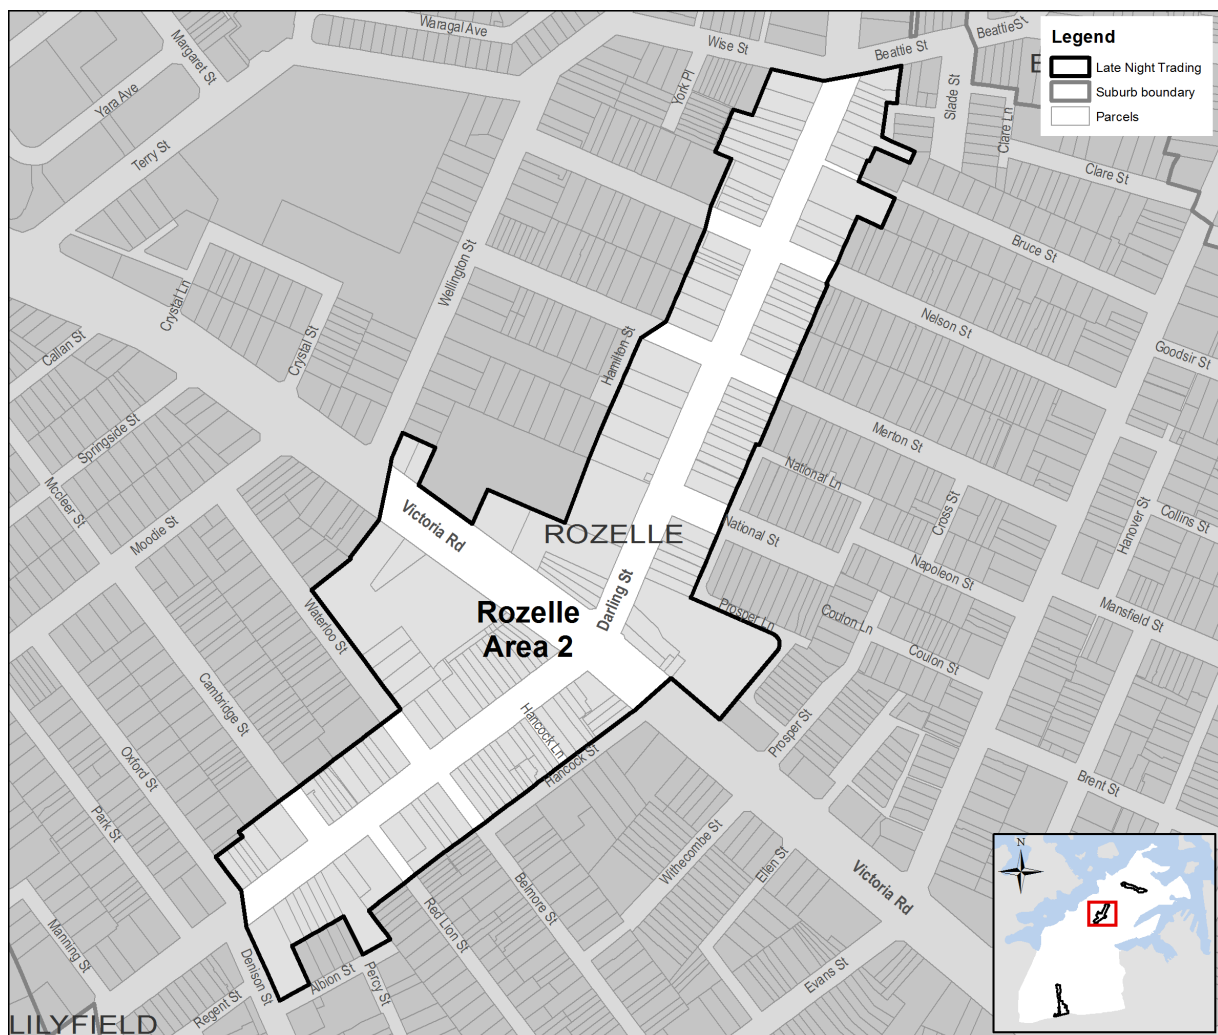 Waragal Ave
Margaret St
Wise St
Beattie St
Beattie St
Legend
Late Night Trading
Suburb boundary
Parcels
York Pl
Yara Ave
Slade St
Clare Ln
Terry St
Clare St
Bruce St
Wellington St
Crystal Ln
Nelson St
Callan St
Crystal St
Hamilton St
Goodsir St
Springside St
Merton St
National Ln
Mccleer St
Cross St
Collins St
Moodie St
Victoria Rd
ROZELLE
National St
Hanover St
Napoleon St
Darling St
Waterloo St
Rozelle
Area 2
Prosper Ln
Coulon Ln
Mansfield St
Coulon St
Cambridge St
Hancock Ln
Prosper St
Oxford St
Hancock St
Brent St
Park St
Withecombe St
Ellen St
Victoria Rd
N
Belmore St
Red Lion St
Manning St
Denison St
Albion St
Percy St
Evans St
Regent St
LILYFIELD